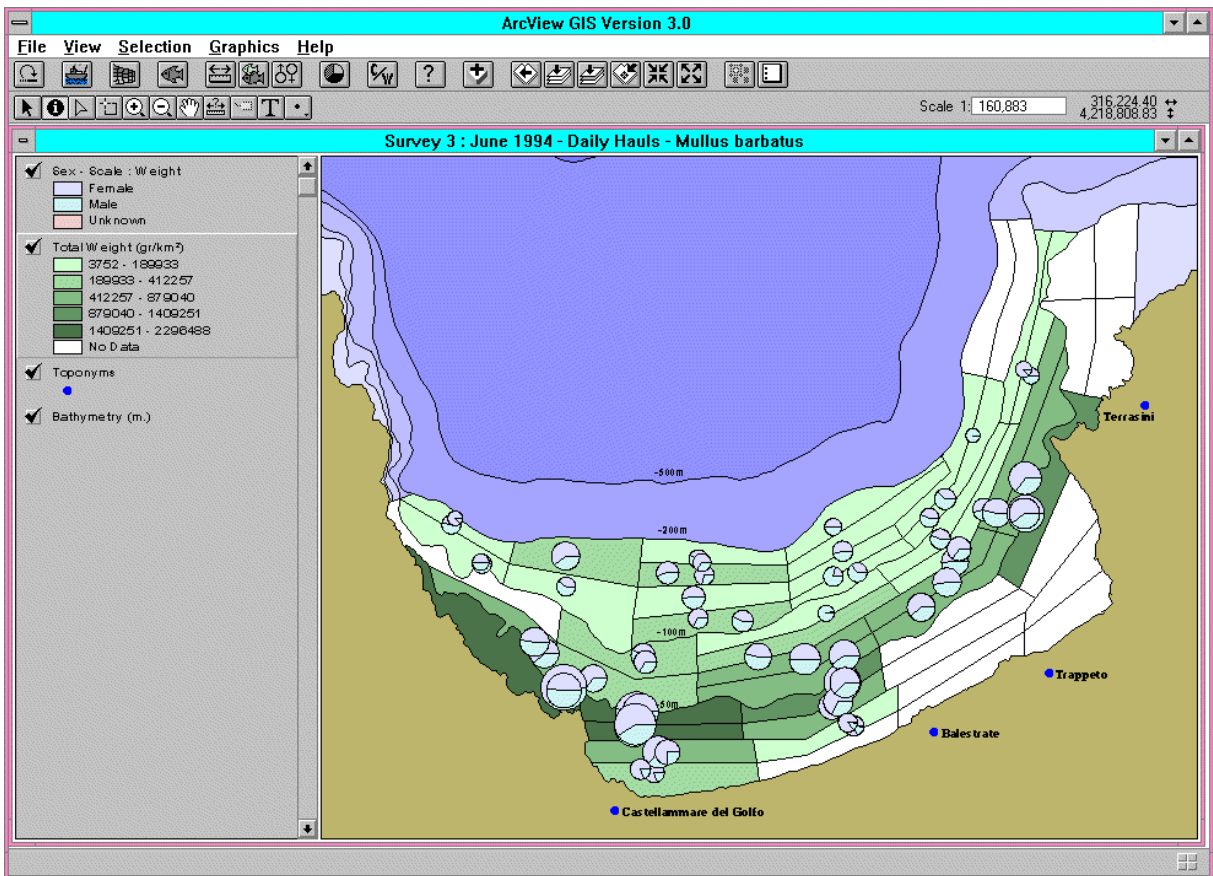 ArcView GIS Version 3.0
File View Selection Graphics Help
?
T
Scale 1: 160,883
316,224.40
4,218,808.83
Survey 3 : June 1994 - Daily Hauls - Mullus barbatus
Sex - Scale : Weight
Female
Male
Unknown
Total Weight (gr/km²)
3752 - 189933
189933 - 412257
412257 - 879040
879040 - 1409251
1409251 - 2296488
No Data
Toponyms
Bathymetry (m.)
-500m
-200m
-100m
-50m
Terrasini
Trappeto
Balestrate
Castellammare del Golfo